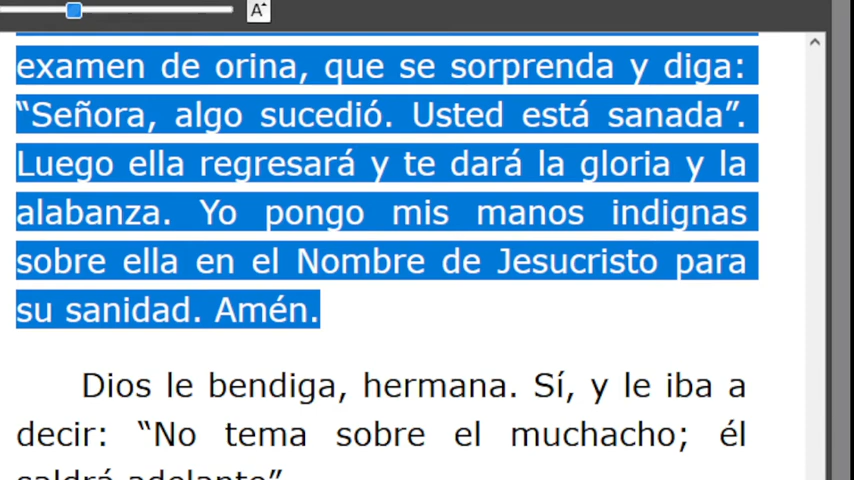 A
examen de orina, que se sorprenda y diga:
“Señora, algo sucedió. Usted está sanada”.
Luego ella regresará y te dará la gloria y la
alabanza. Yo pongo mis manos indignas
sobre ella en el Nombre de Jesucristo para
su sanidad. Amén.
Dios le bendiga, hermana. Sí, y le iba a
decir: “No tema sobre el muchacho; él
saldrá adelante”